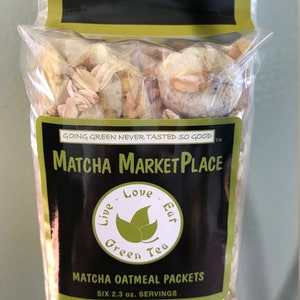 GOING GREEN NEVER TASTED SO GOOD™
MATCHA MARKETPLACE
Live - Love - Eat
Green Tea
MATCHA OATMEAL PACKETS
SIX 2.3 oz. SERVINGS